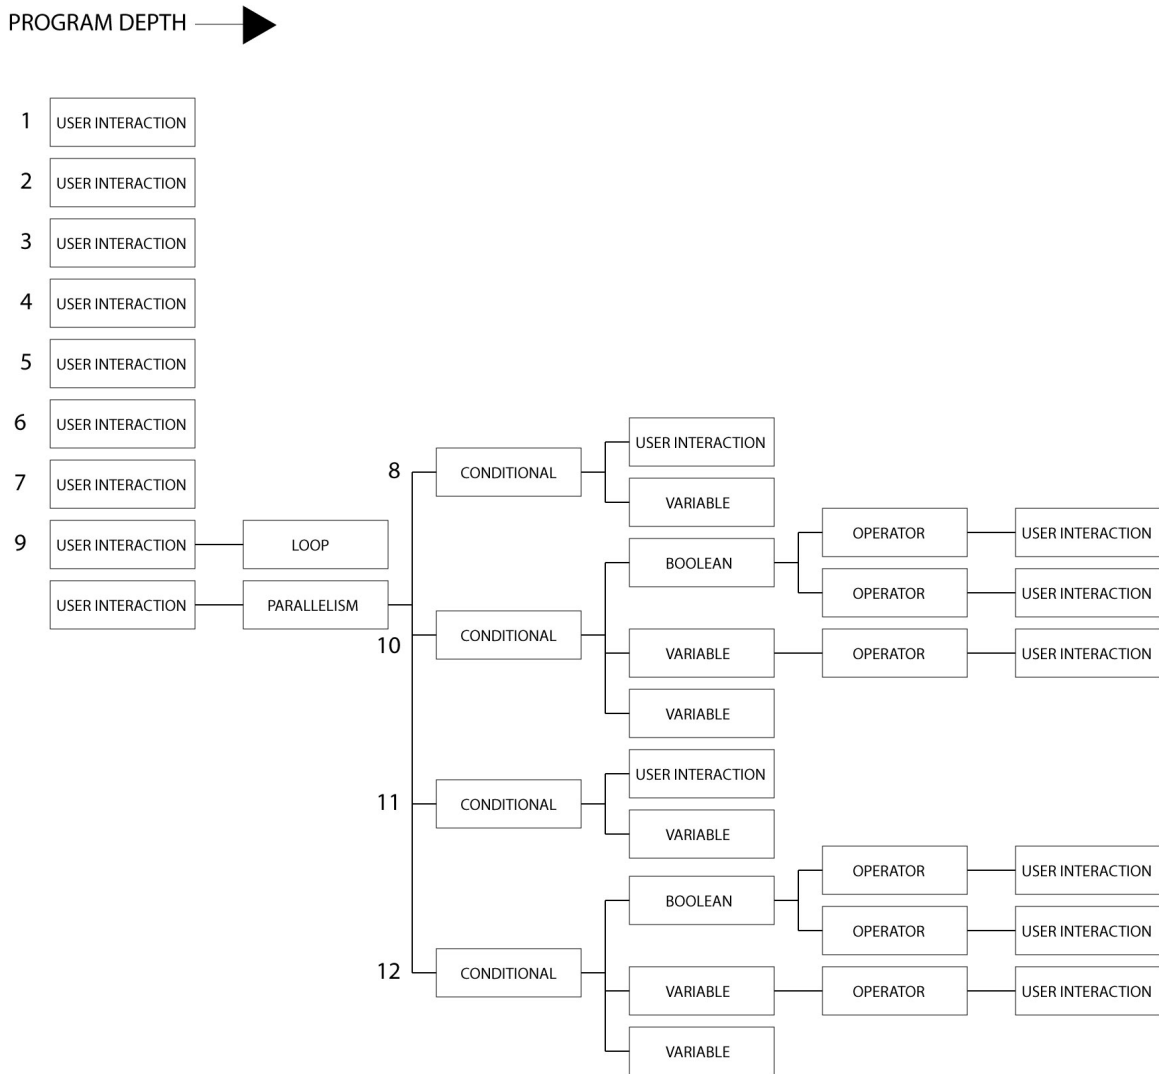 PROGRAM DEPTH
1 USER INTERACTION
2 USER INTERACTION
3 USER INTERACTION
4 USER INTERACTION
5 USER INTERACTION
6 USER INTERACTION
USER INTERACTION
8 CONDITIONAL
7 USER INTERACTION
VARIABLE
9 USER INTERACTION LOOP
OPERATOR USER INTERACTION
BOOLEAN
OPERATOR USER INTERACTION
USER INTERACTION PARALLELISM
10 CONDITIONAL
VARIABLE OPERATOR USER INTERACTION
VARIABLE
USER INTERACTION
11 CONDITIONAL
VARIABLE
OPERATOR USER INTERACTION
BOOLEAN
OPERATOR USER INTERACTION
12 CONDITIONAL
VARIABLE OPERATOR USER INTERACTION
VARIABLE